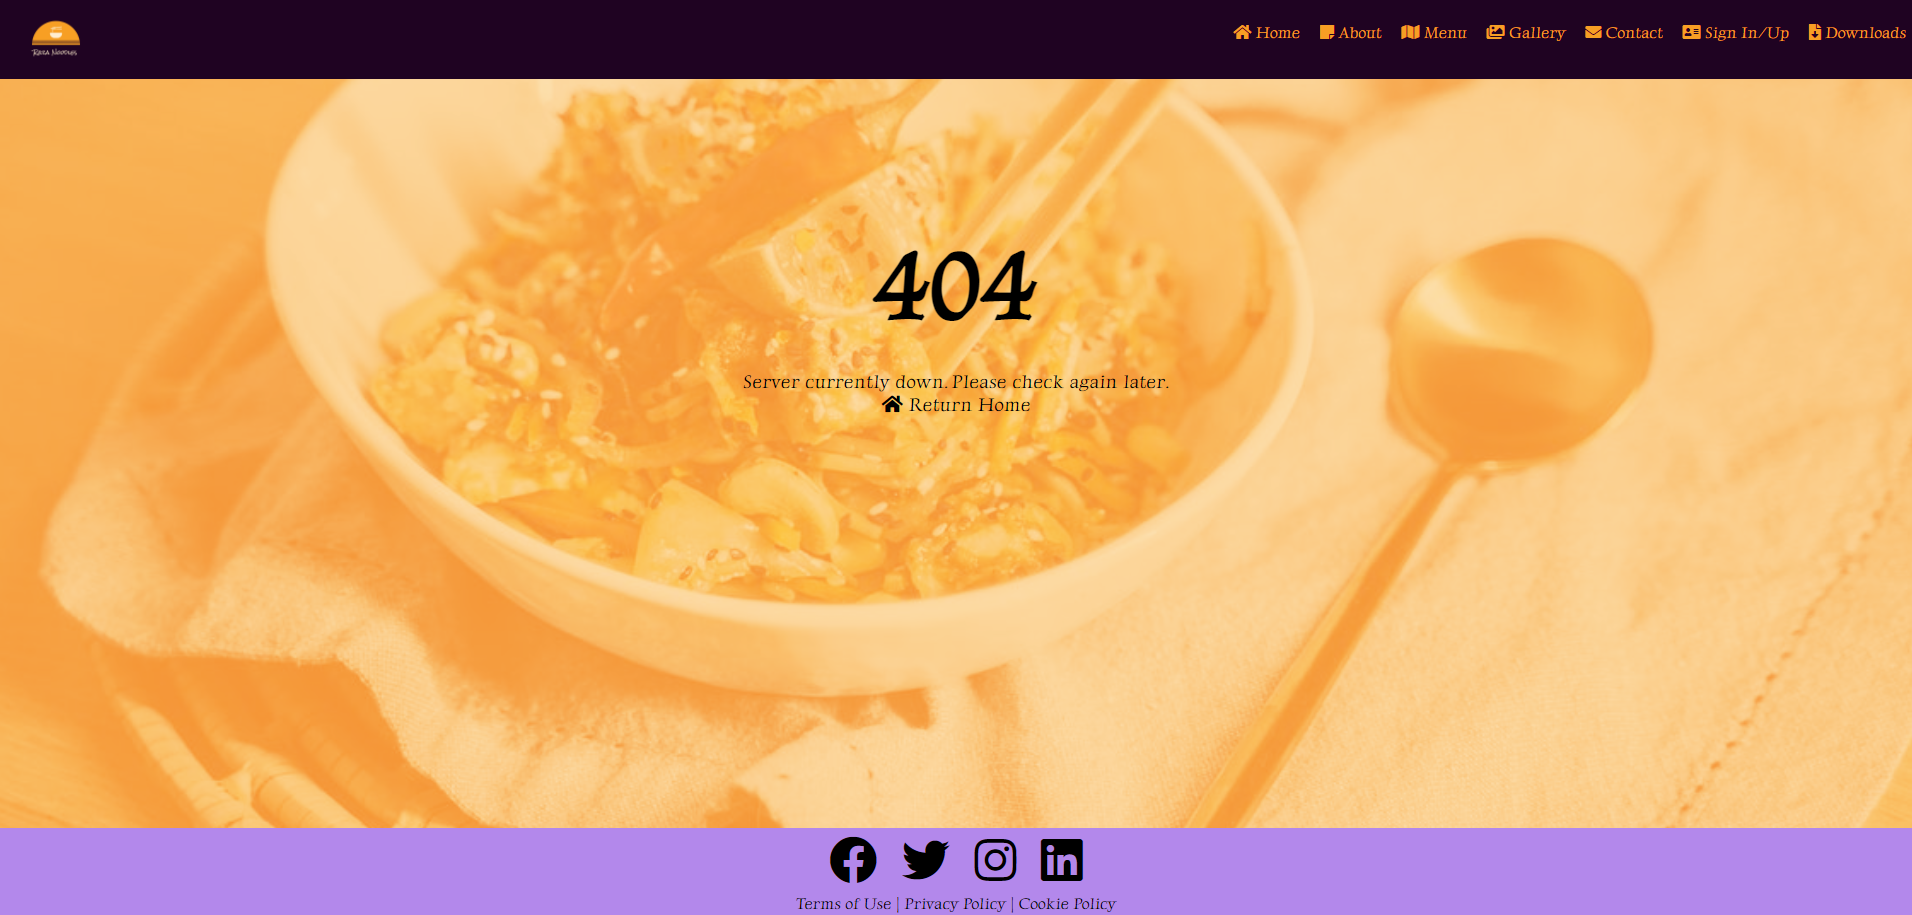 Raza Noodles
Home About Menu Gallery Contact Sign In/Up Downloads
404
Server currently down. Please check again later.
Return Home
Terms of Use | Privacy Policy | Cookie Policy